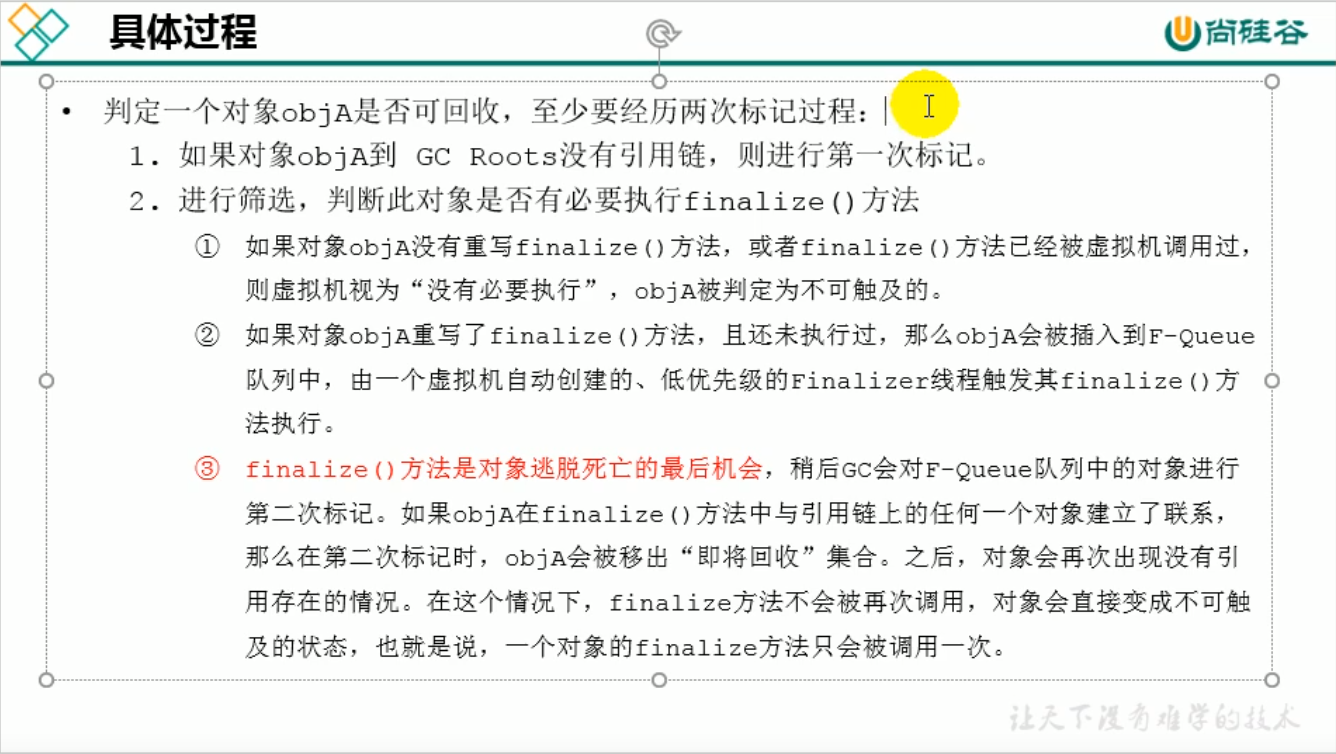 具体过程
尚硅谷
• 判定一个对象objA是否可回收，至少要经历两次标记过程：
1. 如果对象objA到 GC Roots没有引用链，则进行第一次标记。
2. 进行筛选，判断此对象是否有必要执行finalize()方法
① 如果对象objA没有重写finalize()方法，或者finalize()方法已经被虚拟机调用过，
则虚拟机视为“没有必要执行”，objA被判定为不可触及的。
② 如果对象objA重写了finalize()方法，且还未执行过，那么objA会被插入到F-Queue
队列中，由一个虚拟机自动创建的、低优先级的Finalizer线程触发其finalize()方
法执行。
③ finalize()方法是对象逃脱死亡的最后机会，稍后GC会对F-Queue队列中的对象进行
第二次标记。如果objA在finalize()方法中与引用链上的任何一个对象建立了联系，
那么在第二次标记时，objA会被移出“即将回收”集合。之后，对象会再次出现没有引
用存在的情况。在这个情况下，finalize方法不会被再次调用，对象会直接变成不可触
及的状态，也就是说，一个对象的finalize方法只会被调用一次。
让天下没有难学的技术